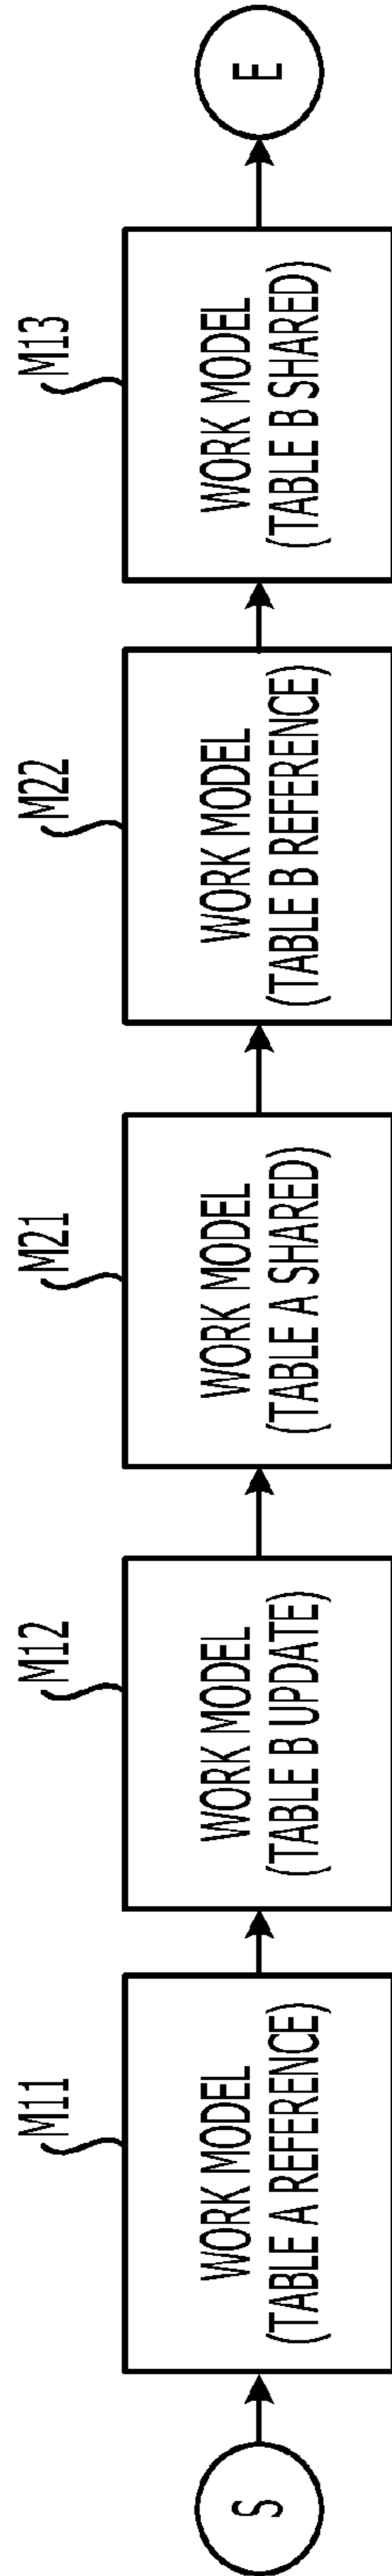 S
M11
WORK MODEL
(TABLE A REFERENCE)
M12
WORK MODEL
(TABLE B UPDATE)
M21
WORK MODEL
(TABLE A SHARED)
M22
WORK MODEL
(TABLE B REFERENCE)
M13
WORK MODEL
(TABLE B SHARED)
E